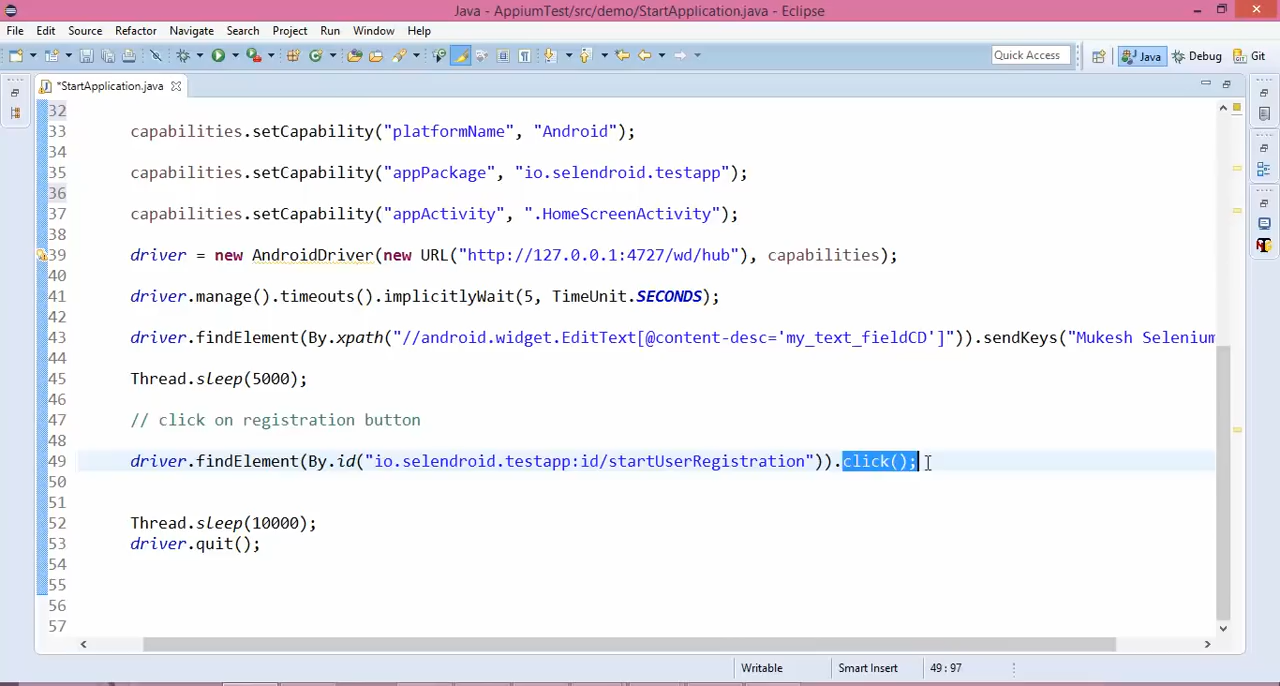 Java - AppiumTest/src/demo/StartApplication.java - Eclipse
File Edit Source Refactor Navigate Search Project Run Window Help
Quick Access Java Debug Git
*StartApplication.java
32
33 capabilities.setCapability("platformName", "Android");
34
35 capabilities.setCapability("appPackage", "io.selendroid.testapp");
36
37 capabilities.setCapability("appActivity", ".HomeScreenActivity");
38
39 driver = new AndroidDriver(new URL("http://127.0.0.1:4727/wd/hub"), capabilities);
40
41 driver.manage().timeouts().implicitlyWait(5, TimeUnit.SECONDS);
42
43 driver.findElement(By.xpath("//android.widget.EditText[@content-desc='my_text_fieldCD']")).sendKeys("Mukesh Selenium
44
45 Thread.sleep(5000);
46
47 // click on registration button
48
49 driver.findElement(By.id("io.selendroid.testapp:id/startUserRegistration")).click();
50
51
52 Thread.sleep(10000);
53 driver.quit();
54
55
56
57
Writable Smart Insert 49 : 97